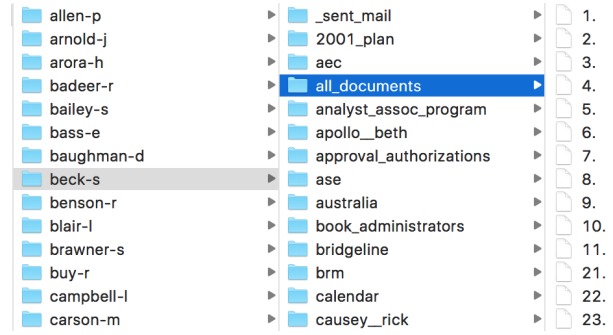 allen-p
arnold-j
arora-h
badeer-r
bailey-s
bass-e
baughman-d
beck-s
benson-r
blair-l
brawner-s
buy-r
campbell-l
carson-m
_sent_mail
2001_plan
aec
all_documents
analyst_assoc_program
apollo__beth
approval_authorizations
ase
australia
book_administrators
bridgeline
brm
calendar
causey__rick
1.
2.
3.
4.
5.
6.
7.
8.
9.
10.
11.
21.
22.
23.